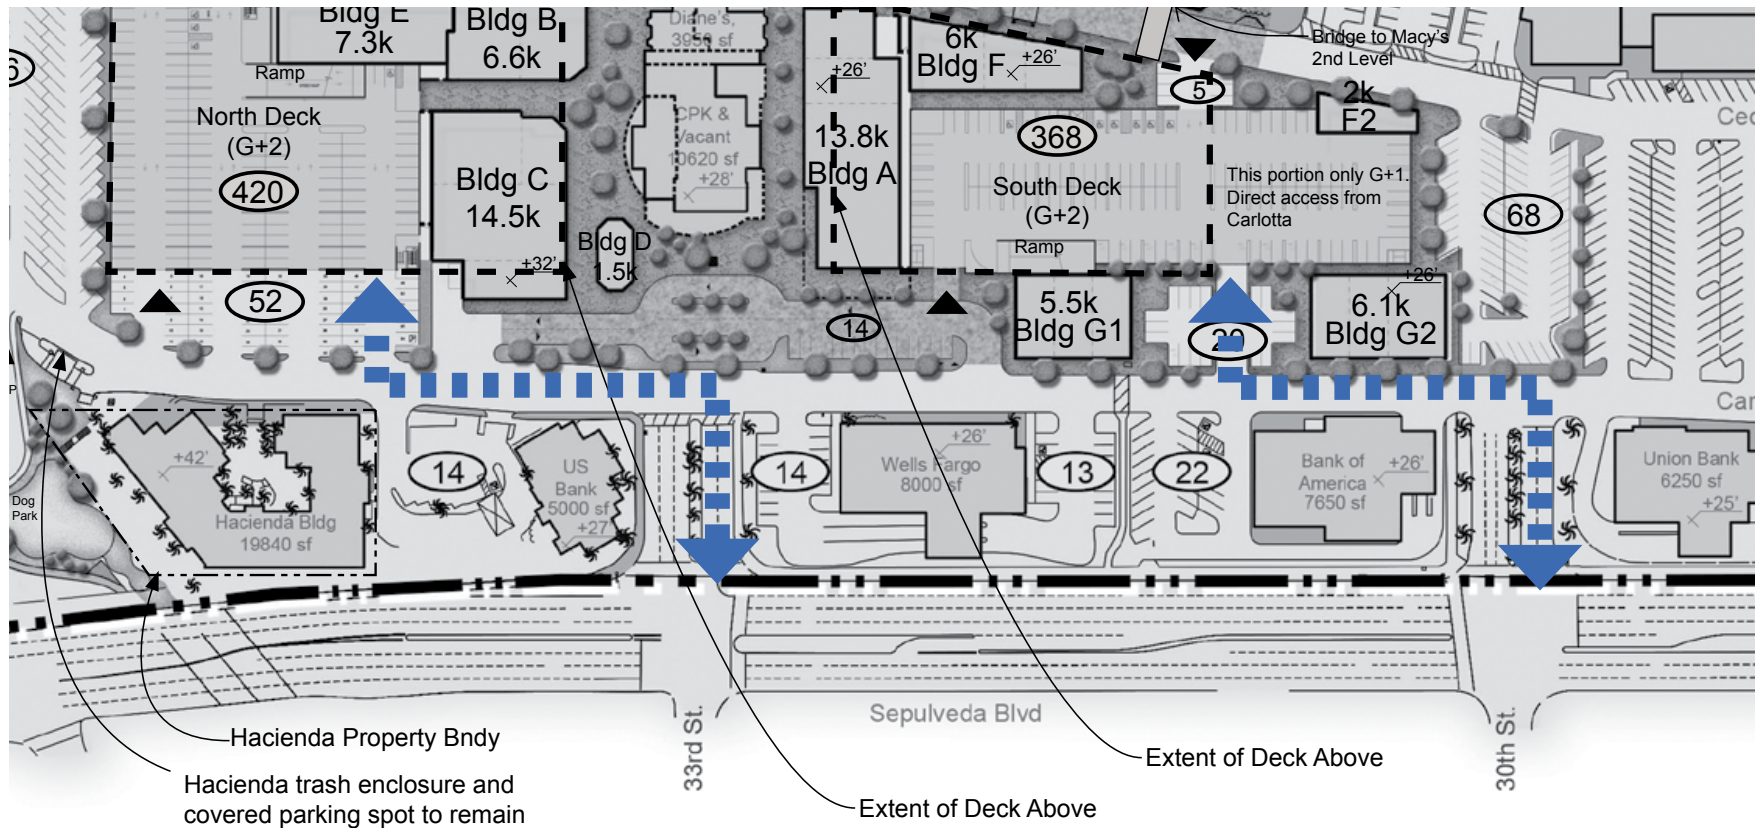 Bldg E
7.3k
Bldg B
6.6k
Diane's,
3950 sf
6k
Bldg F
+26'
+26'
Bridge to Macy's
2nd Level
5
2k
F2
Ramp
North Deck
(G+2)
420
CPK &
Vacant
10620 sf
+28'
13.8k
Bldg A
368
South Deck
(G+2)
Ramp
This portion only G+1.
Direct access from
Carlotta
68
Bldg C
14.5k
+32'
Bldg D
1.5k
52
14
5.5k
Bldg G1
20
+26'
6.1k
Bldg G2
+42'
Hacienda Bldg
19840 sf
Dog
Park
14
US
Bank
5000 sf
+27'
14
+26'
Wells Fargo
8000 sf
13
22
Bank of
America
7650 sf
+26'
Union Bank
6250 sf
+25'
Sepulveda Blvd
33rd St.
30th St.
Hacienda Property Bndy
Hacienda trash enclosure and
covered parking spot to remain
Extent of Deck Above
Extent of Deck Above